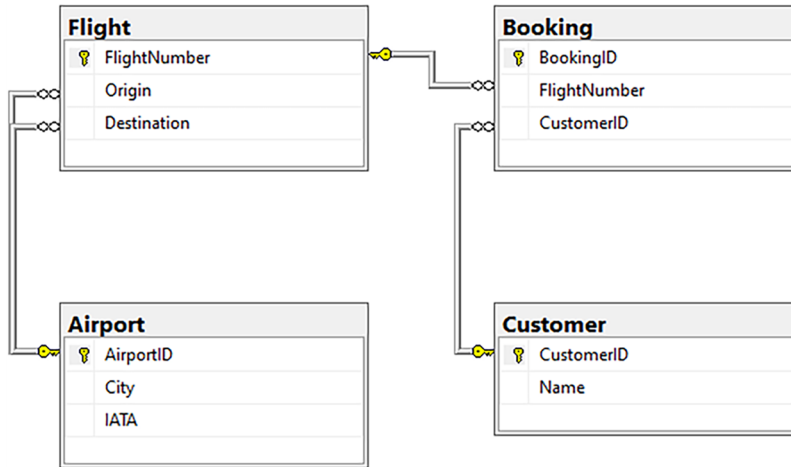 Flight
FlightNumber
Origin
Destination
Booking
BookingID
FlightNumber
CustomerID
Airport
AirportID
City
IATA
Customer
CustomerID
Name